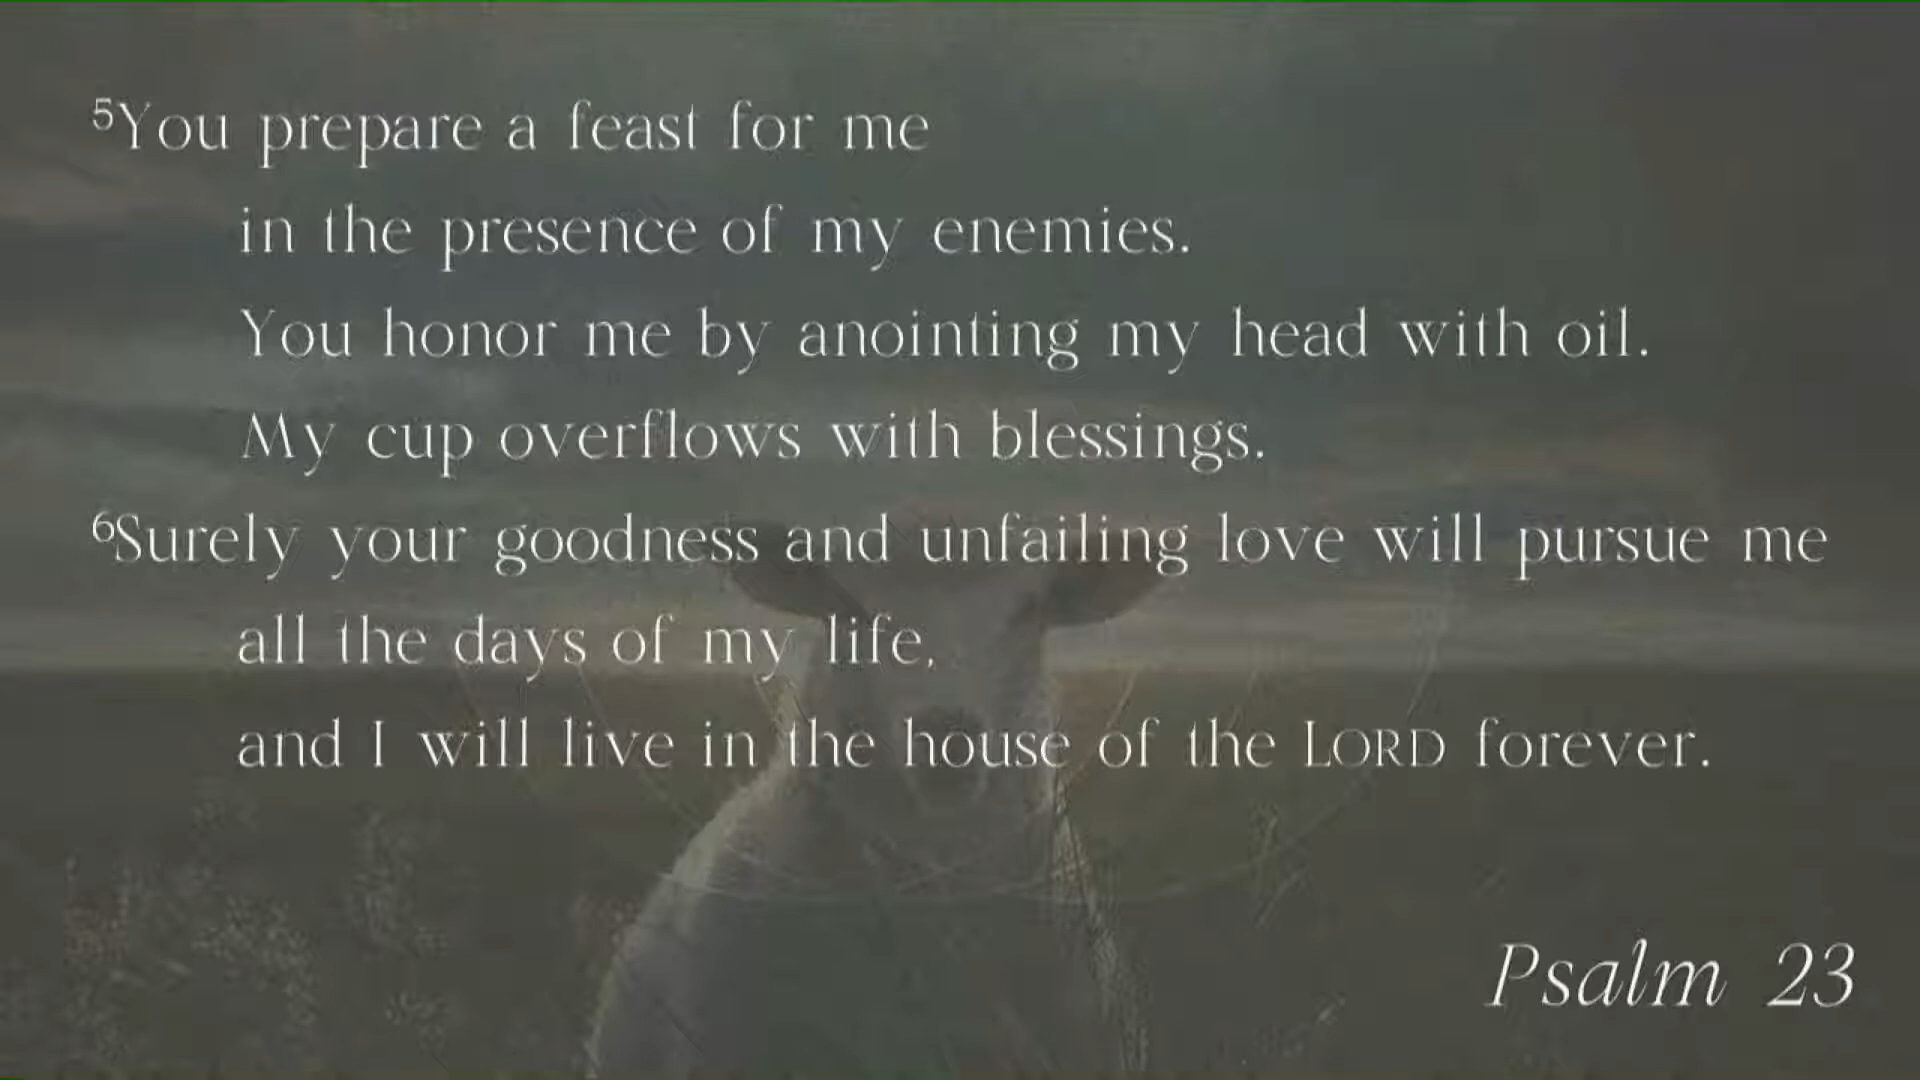 ⁵You prepare a feast for me
in the presence of my enemies.
You honor me by anointing my head with oil.
My cup overflows with blessings.
⁶Surely your goodness and unfailing love will pursue me
all the days of my life,
and I will live in the house of the LORD forever.
Psalm 23